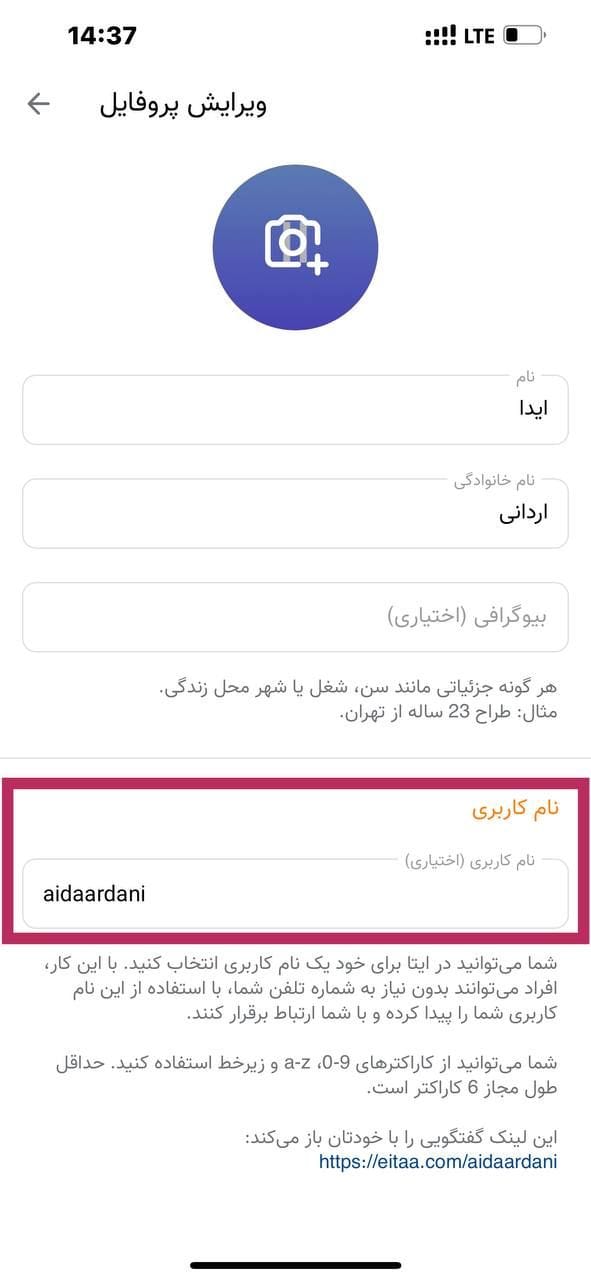 14:37
LTE
ویرایش پروفایل
نام
ایدا
نام خانوادگی
اردانی
بیوگرافی (اختیاری)
هر گونه جزئیاتی مانند سن، شغل یا شهر محل زندگی.
مثال: طراح 23 ساله از تهران.
نام کاربری
نام کاربری (اختیاری)
aidaardani
شما می‌توانید در ایتا برای خود یک نام کاربری انتخاب کنید. با این کار،
افراد می‌توانند بدون نیاز به شماره تلفن شما، با استفاده از این نام
کاربری شما را پیدا کرده و با شما ارتباط برقرار کنند.
شما می‌توانید از کاراکترهای 9-0، a-z و زیرخط استفاده کنید. حداقل
طول مجاز 6 کاراکتر است.
این لینک گفتگویی را با خودتان باز می‌کند:
https://eitaa.com/aidaardani